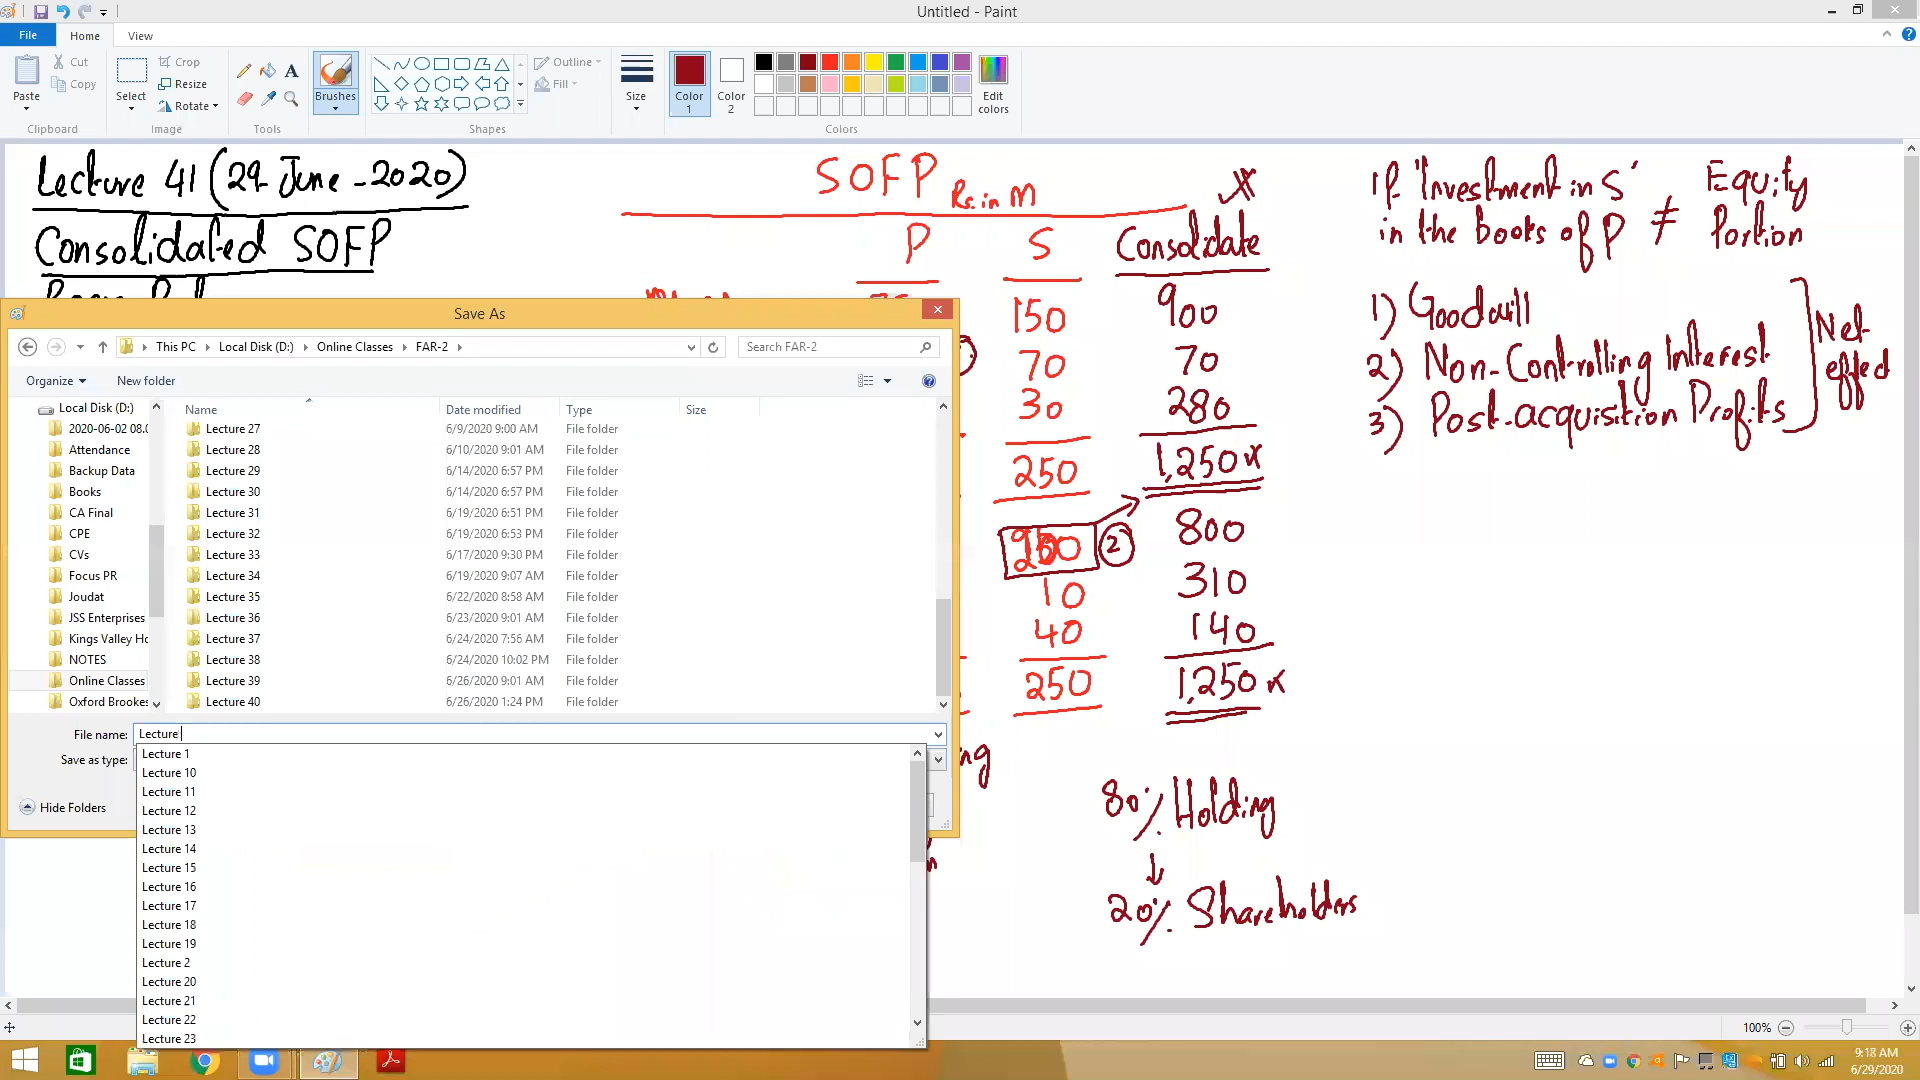 Untitled - Paint
File
Home
View
Paste
Cut
Copy
Clipboard
Select
Crop
Resize
Rotate
Image
Tools
Brushes
Shapes
Outline
Fill
Size
Color 1
Color 2
Edit colors
Colors
Lecture 41 (29-June-2020)
Consolidated SOFP
SOFP Rs. in M
P S Consolidate
150 900
70 70
30 280
250 1,250
② 800
10 310
40 140
250 1,250
80% Holding
↓
20% Shareholders
If 'Investment in S' in the books of P ≠ Equity Portion
1) Goodwill
2) Non-Controlling Interest
3) Post-acquisition Profits
Net effect
Save As
This PC
Local Disk (D:)
Online Classes
FAR-2
Search FAR-2
Organize
New folder
Local Disk (D:)
2020-06-02 08.0
Attendance
Backup Data
Books
CA Final
CPE
CVs
Focus PR
Joudat
JSS Enterprises
Kings Valley Ho
NOTES
Online Classes
Oxford Brookes
Name Date modified Type Size
Lecture 27 6/9/2020 9:00 AM File folder
Lecture 28 6/10/2020 9:01 AM File folder
Lecture 29 6/14/2020 6:57 PM File folder
Lecture 30 6/14/2020 6:57 PM File folder
Lecture 31 6/19/2020 6:51 PM File folder
Lecture 32 6/19/2020 6:53 PM File folder
Lecture 33 6/17/2020 9:30 PM File folder
Lecture 34 6/19/2020 9:07 AM File folder
Lecture 35 6/22/2020 8:58 AM File folder
Lecture 36 6/23/2020 9:01 AM File folder
Lecture 37 6/24/2020 7:56 AM File folder
Lecture 38 6/24/2020 10:02 PM File folder
Lecture 39 6/26/2020 9:01 AM File folder
Lecture 40 6/26/2020 1:24 PM File folder
File name: Lecture
Save as type:
Hide Folders
Lecture 1
Lecture 10
Lecture 11
Lecture 12
Lecture 13
Lecture 14
Lecture 15
Lecture 16
Lecture 17
Lecture 18
Lecture 19
Lecture 2
Lecture 20
Lecture 21
Lecture 22
Lecture 23
100%
9:18 AM
6/29/2020